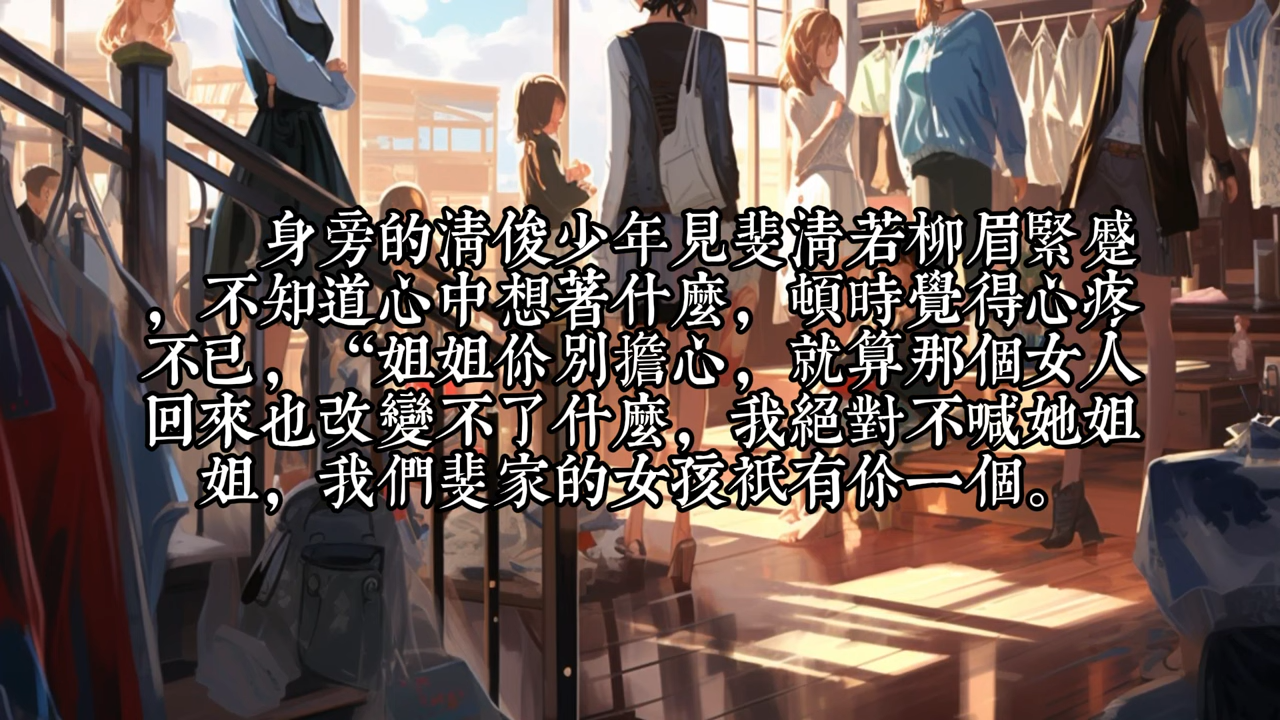 身旁的清俊少年見斐清若柳眉緊蹙
，不知道心中想著什麼，頓時覺得心疼
不已，“姐姐你別擔心，就算那個女人
回來也改變不了什麼，我絕對不喊她姐
姐，我們斐家的女孩衹有你一個。